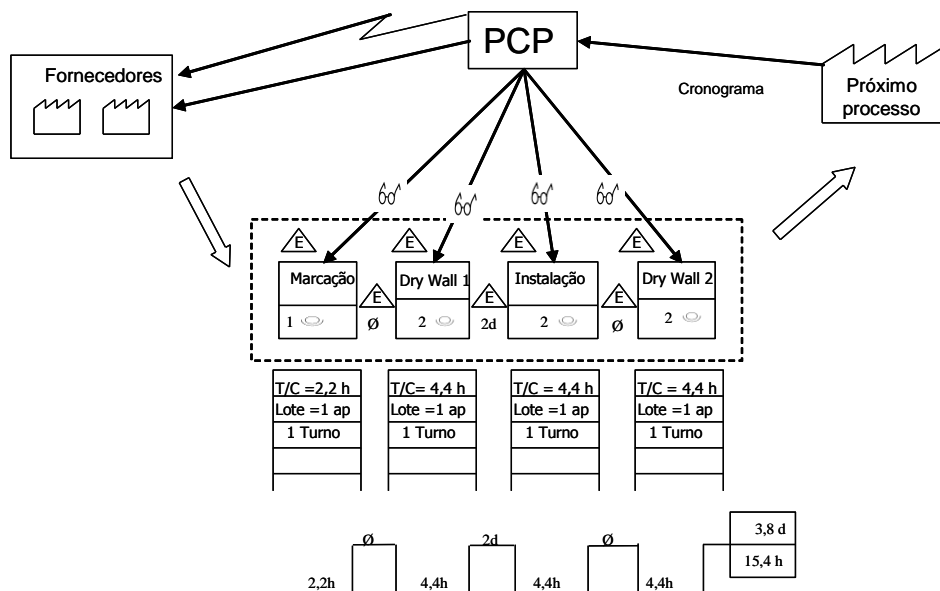 PCP
Fornecedores
Cronograma
Próximo
processo
E
E
E
E
Marcação
Dry Wall 1
Instalação
Dry Wall 2
E
E
E
1
Ø
2
2d
2
Ø
2
T/C =2,2 h
T/C= 4,4 h
T/C = 4,4 h
T/C = 4,4 h
Lote =1 ap
Lote =1 ap
Lote =1 ap
Lote =1 ap
1 Turno
1 Turno
1 Turno
1 Turno
Ø
2d
Ø
3,8 d
15,4 h
2,2h
4,4h
4,4h
4,4h